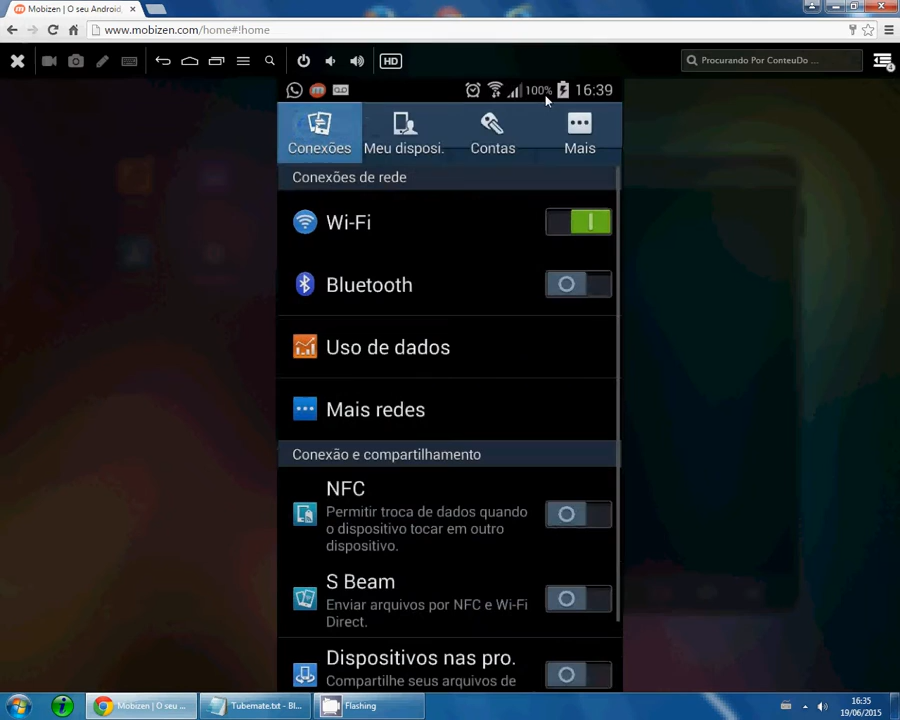 Mobizen | O seu Android,
www.mobizen.com/home#!home
HD
Procurando Por ConteuDo ...
4
100%
16:39
Conexões
Meu disposi.
Contas
Mais
Conexões de rede
Wi-Fi
Bluetooth
Uso de dados
Mais redes
Conexão e compartilhamento
NFC
Permitir troca de dados quando
o dispositivo tocar em outro
dispositivo.
S Beam
Enviar arquivos por NFC e Wi-Fi
Direct.
Dispositivos nas pro.
Compartilhe seus arquivos de
Mobizen | O seu ...
Tubemate.txt - Bl...
Flashing
16:35
19/06/2015